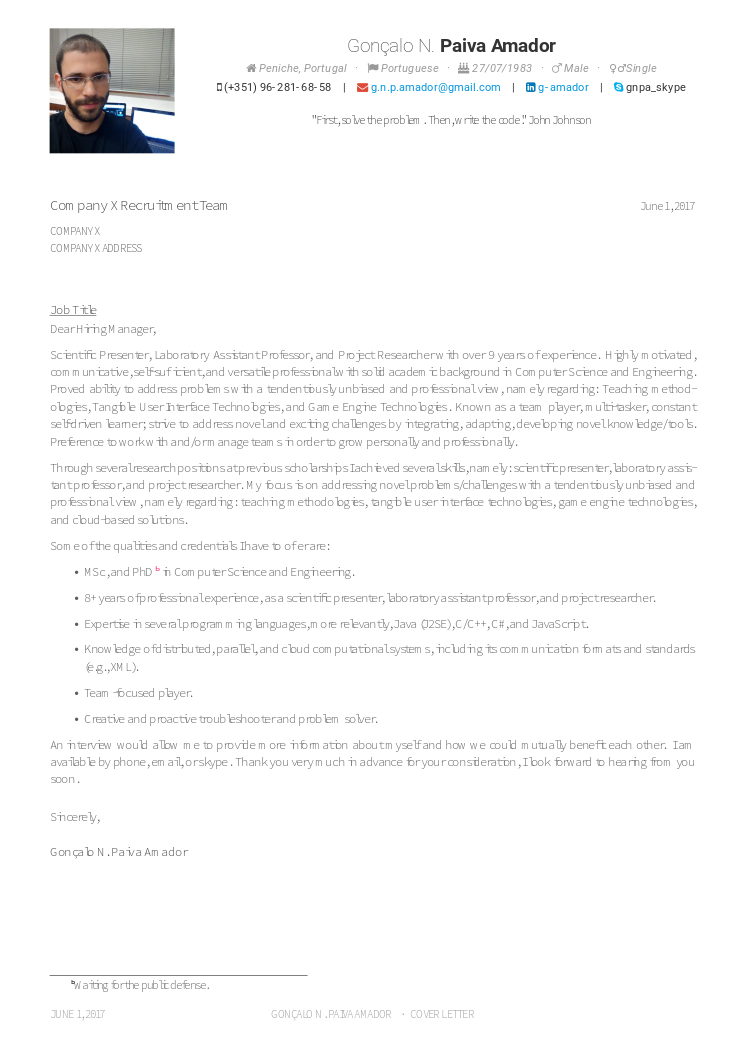 Gonçalo N. Paiva Amador
Peniche, Portugal · Portuguese · 27/07/1983 · Male · Single
(+351) 96-281-68-58 | g.n.p.amador@gmail.com | g-amador | gnpa_skype
"First, solve the problem. Then, write the code." John Johnson
Company X Recruitment Team
June 1, 2017
COMPANY X
COMPANY X ADDRESS
Job Title
Dear Hiring Manager,
Scientific Presenter, Laboratory Assistant Professor, and Project Researcher with over 9 years of experience. Highly motivated,
communicative, self-suficient, and versatile professional with solid academic background in Computer Science and Engineering.
Proved ability to address problems with a tendentiously unbiased and professional view, namely regarding: Teaching method-
ologies, Tangible User Interface Technologies, and Game Engine Technologies. Known as a team player, multi-tasker, constant
self-driven learner; strive to address novel and exciting challenges by integrating, adapting, developing novel knowledge/tools.
Preference to work with and/or manage teams in order to grow personally and professionally.
Through several research positions at previous scholarships I achieved several skills, namely: scientific presenter, laboratory assis-
tant professor, and project researcher. My focus is on addressing novel problems/challenges with a tendentiously unbiased and
professional view, namely regarding: teaching methodologies, tangible user interface technologies, game engine technologies,
and cloud-based solutions.
Some of the qualities and credentials I have to ofer are:
• MSc, and PhD b in Computer Science and Engineering.
• 8+ years of professional experience, as a scientific presenter, laboratory assistant professor, and project researcher.
• Expertise in several programming languages, more relevantly, Java (J2SE), C/C++, C#, and JavaScript.
• Knowledge of distributed, parallel, and cloud computational systems, including its communication formats and standards
(e.g., XML).
• Team-focused player.
• Creative and proactive troubleshooter and problem solver.
An interview would allow me to provide more information about myself and how we could mutually benefit each other. I am
available by phone, email, or skype. Thank you very much in advance for your consideration, I look forward to hearing from you
soon.
Sincerely,
Gonçalo N. Paiva Amador
b Waiting for the public defense.
JUNE 1, 2017 GONÇALO N. PAIVA AMADOR · COVER LETTER